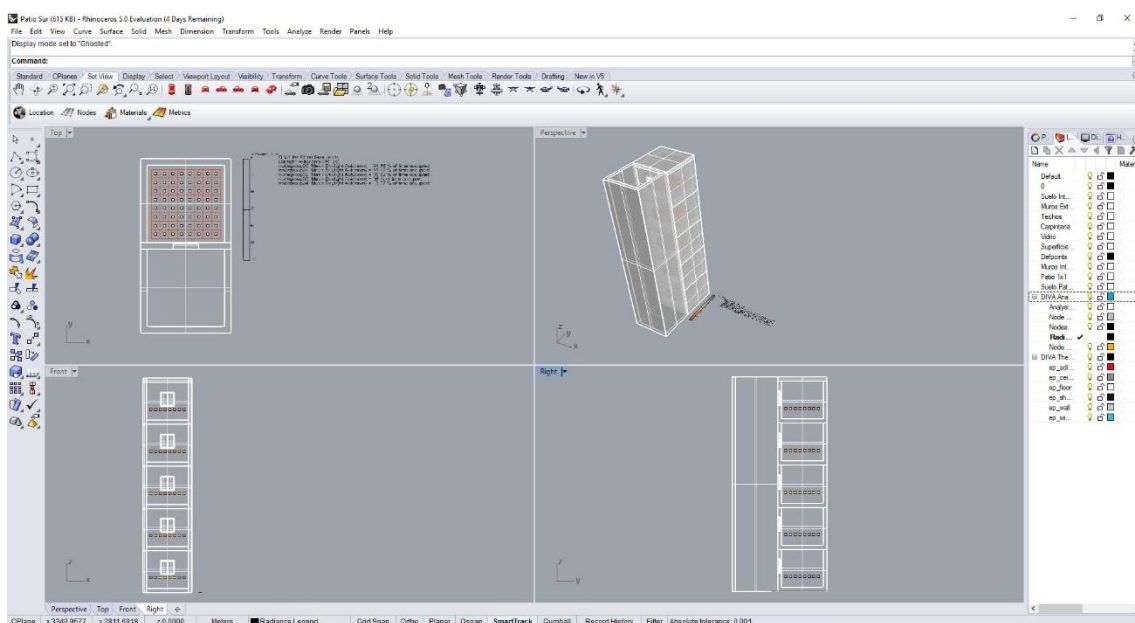 Patio Sur (615 KB) - Rhinoceros 5.0 Evaluation (4 Days Remaining)
File Edit View Curve Surface Solid Mesh Dimension Transform Tools Analyze Render Panels Help
Display mode set to "Ghosted".
Command:
Standard CPlanes Set View Display Select Viewport Layout Visibility Transform Curve Tools Surface Tools Solid Tools Mesh Tools Render Tools Drafting New in V5
Location Nodes Materials Metrics
Top
Perspective
Name Mater
Default
0
Suelo Int...
Muros Ext...
Techos
Carpinteria
Vidrio
Superficie...
Defpoints
Muros Int...
Patio 1x1
Suelo Pat...
DIVA Ana...
Analysi...
Node ...
Nodes
Radi...
Node ...
DIVA The...
ep_adi...
ep_cei...
ep_floor
ep_sh...
ep_wall
ep_wi...
y
x
z
y
x
Front
Right
z
x
z
y
Perspective Top Front Right
CPlane x 3340.9577 y 2811.6918 z 0.0000 Meters Radiance Legend Grid Snap Ortho Planar Osnap SmartTrack Gumball Record History Filter Absolute tolerance: 0.001